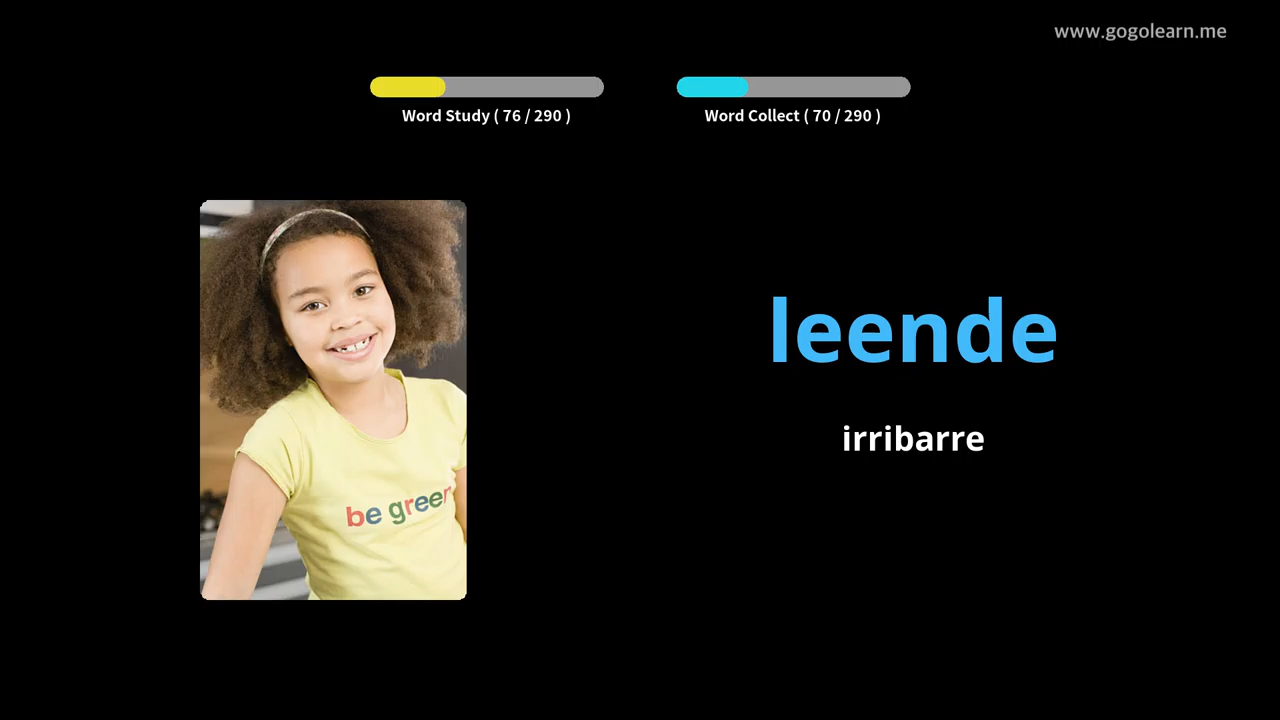 www.gogolearn.me
Word Study ( 76 / 290 )
Word Collect ( 70 / 290 )
leende
irribarre
be green